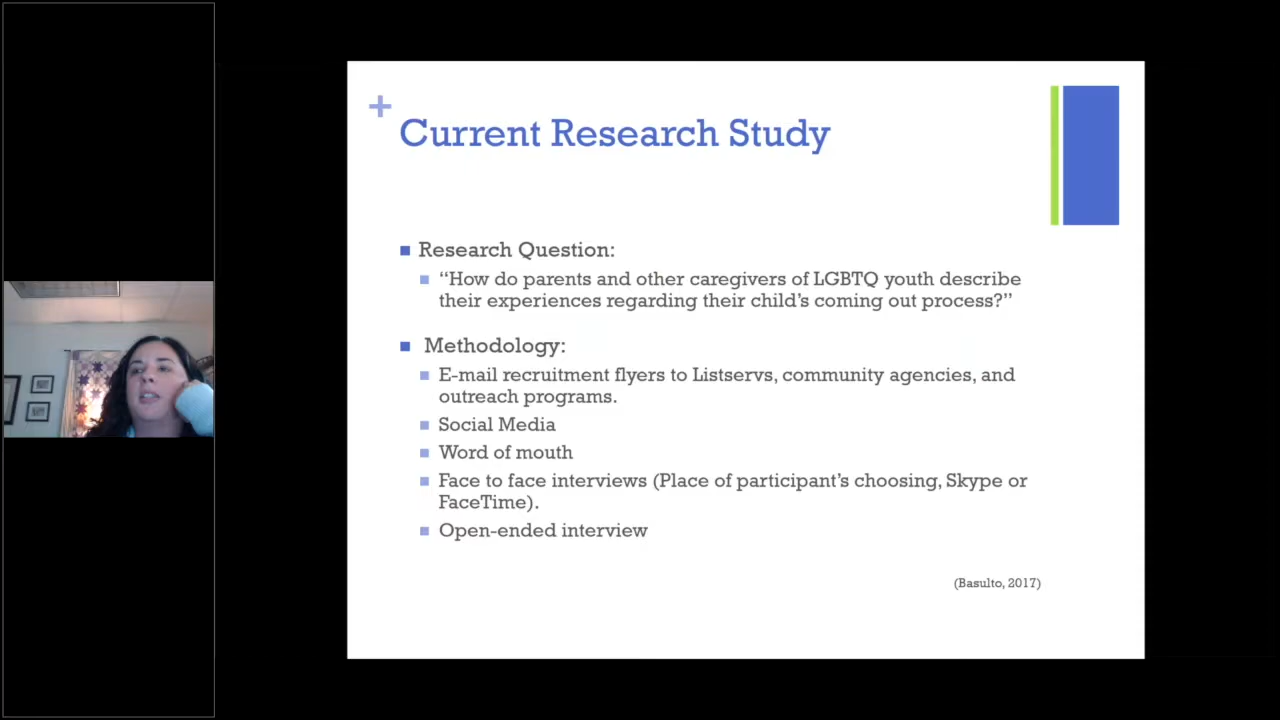 +
Current Research Study
Research Question:
“How do parents and other caregivers of LGBTQ youth describe
their experiences regarding their child’s coming out process?”
Methodology:
E-mail recruitment flyers to Listservs, community agencies, and
outreach programs.
Social Media
Word of mouth
Face to face interviews (Place of participant’s choosing, Skype or
FaceTime).
Open-ended interview
(Basulto, 2017)